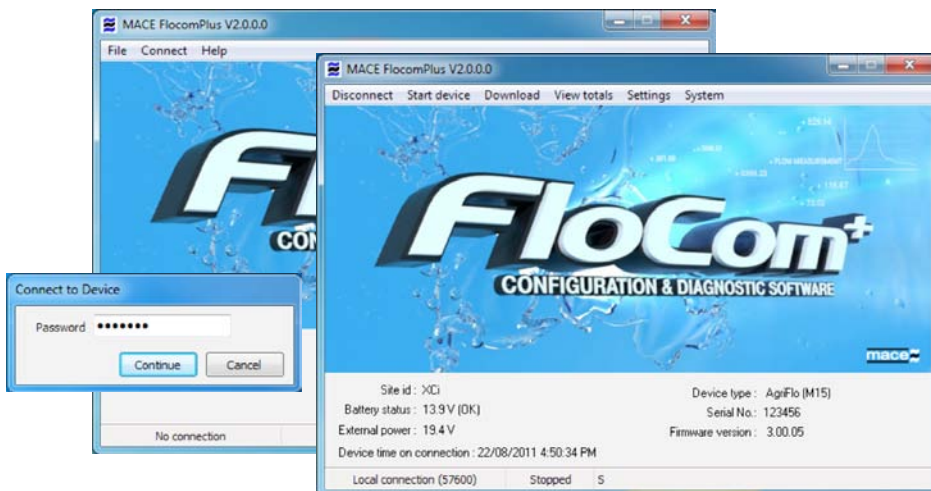 MACE FlocomPlus V2.0.0.0
File Connect Help
CON
No connection
Connect to Device
Password •••••••
Continue Cancel
MACE FlocomPlus V2.0.0.0
Disconnect Start device Download View totals Settings System
FLOW MEASUREMENT
FloCom+
CONFIGURATION & DIAGNOSTIC SOFTWARE
mace
Site id : XCi
Battery status : 13.9 V (OK)
External power : 19.4 V
Device time on connection : 22/08/2011 4:50:34 PM
Device type : AgriFlo (M15)
Serial No.: 123456
Firmware version : 3.00.05
Local connection (57600) Stopped S